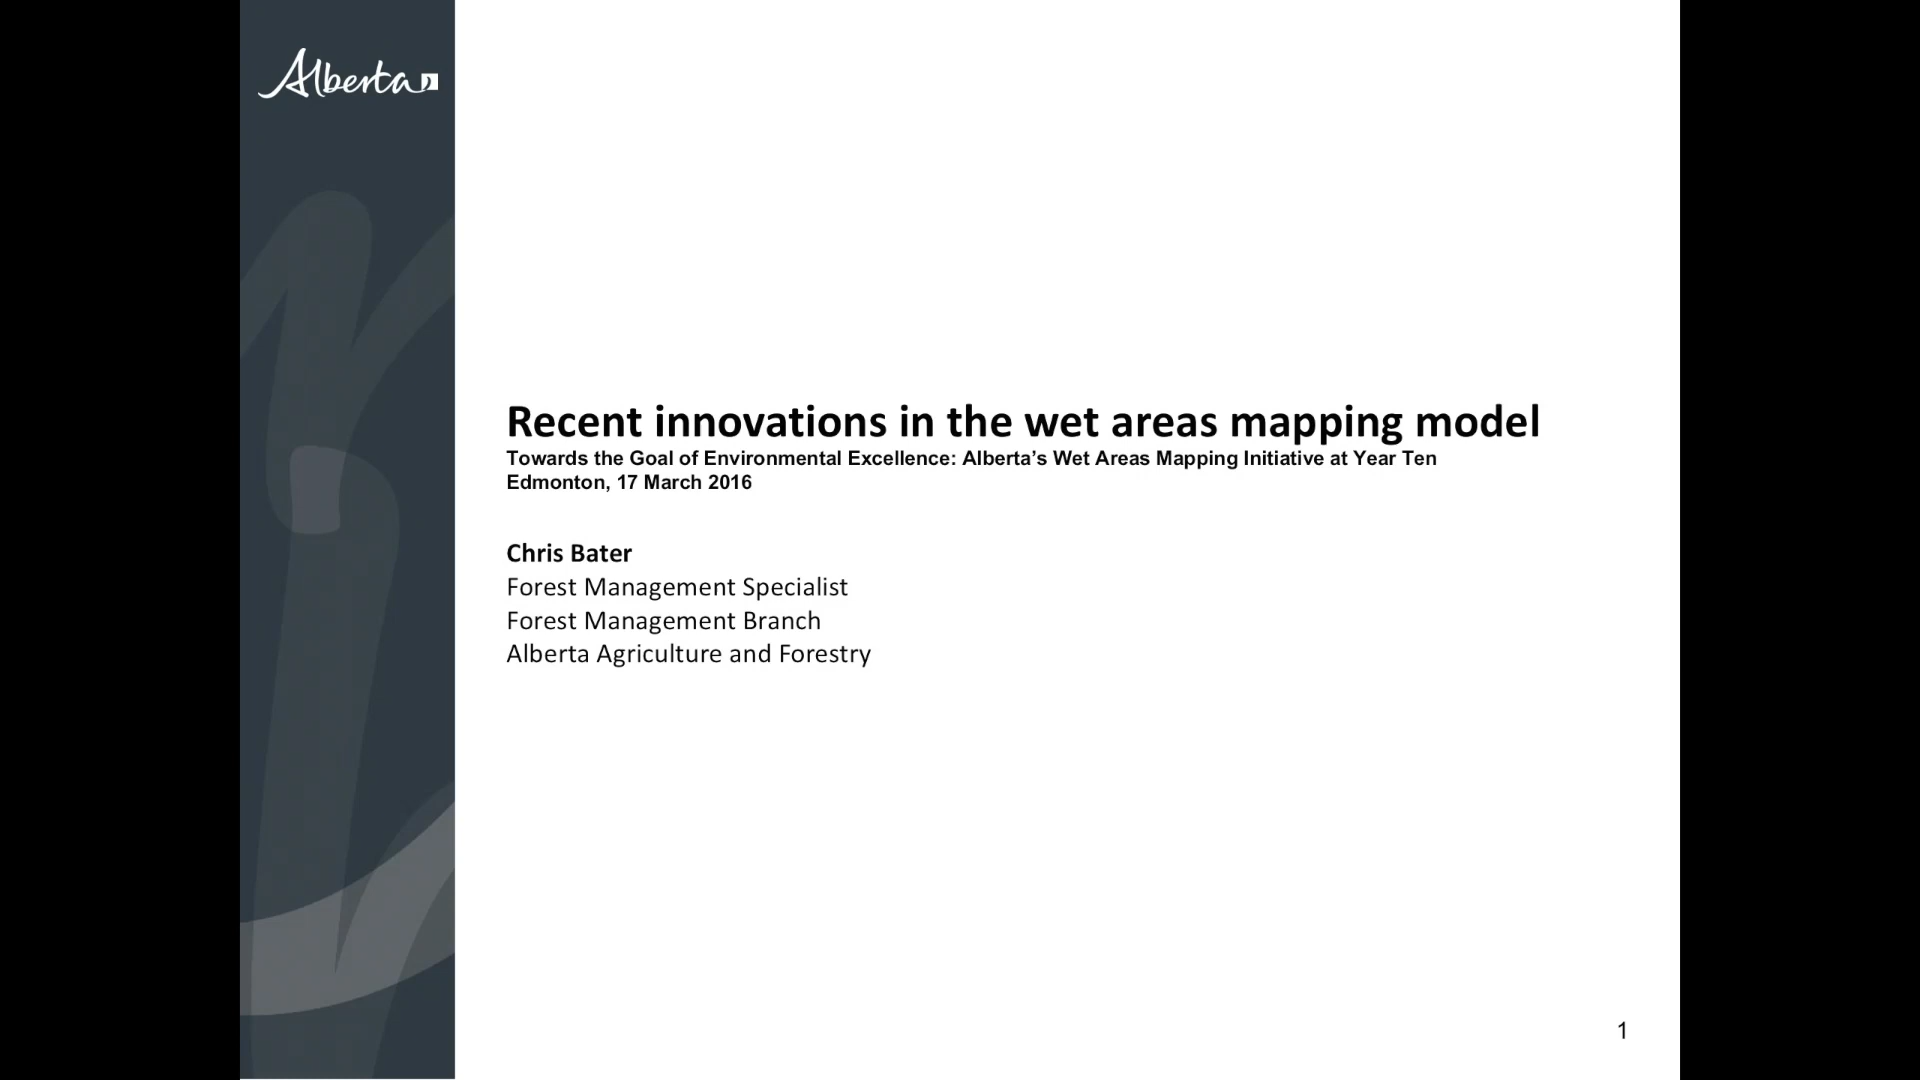 Alberta
Recent innovations in the wet areas mapping model
Towards the Goal of Environmental Excellence: Alberta’s Wet Areas Mapping Initiative at Year Ten
Edmonton, 17 March 2016
Chris Bater
Forest Management Specialist
Forest Management Branch
Alberta Agriculture and Forestry
1